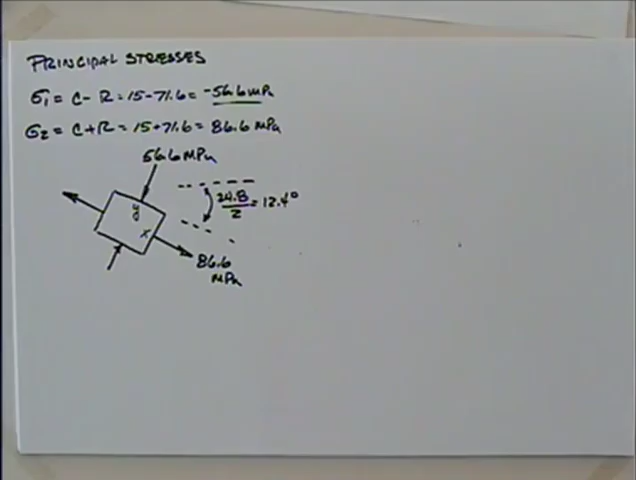 PRINCIPAL STRESSES
σ₁ = C - R = 15 - 71.6 = -56.6 MPa
σ₂ = C + R = 15 + 71.6 = 86.6 MPa
56.6 MPa
24.8/2 = 12.4°
y
x
86.6
MPa